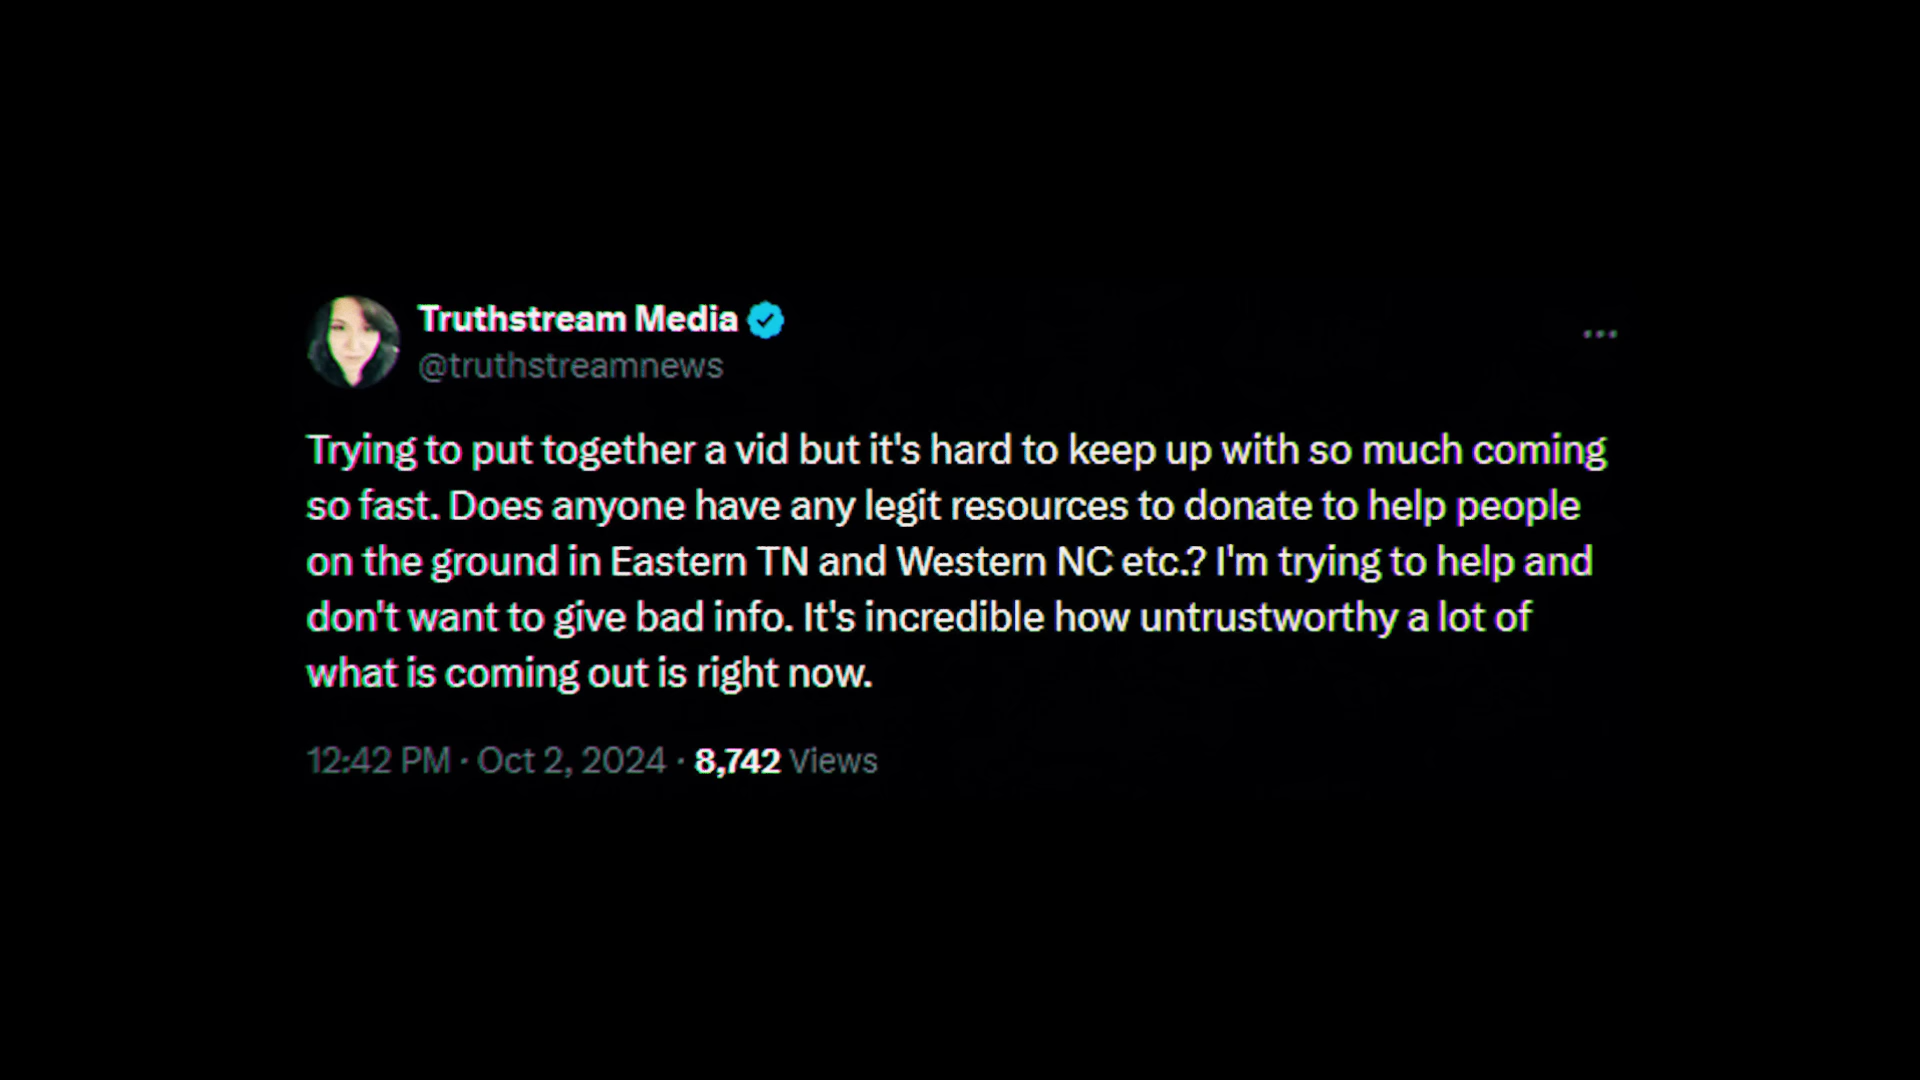 Truthstream Media
@truthstreamnews
Trying to put together a vid but it's hard to keep up with so much coming
so fast. Does anyone have any legit resources to donate to help people
on the ground in Eastern TN and Western NC etc.? I'm trying to help and
don't want to give bad info. It's incredible how untrustworthy a lot of
what is coming out is right now.
12:42 PM · Oct 2, 2024 · 8,742 Views